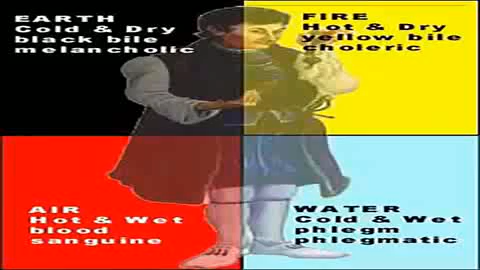 EARTH
Cold & Dry
black bile
melancholic
FIRE
Hot & Dry
yellow bile
choleric
AIR
Hot & Wet
blood
sanguine
WATER
Cold & Wet
phlegm
phlegmatic